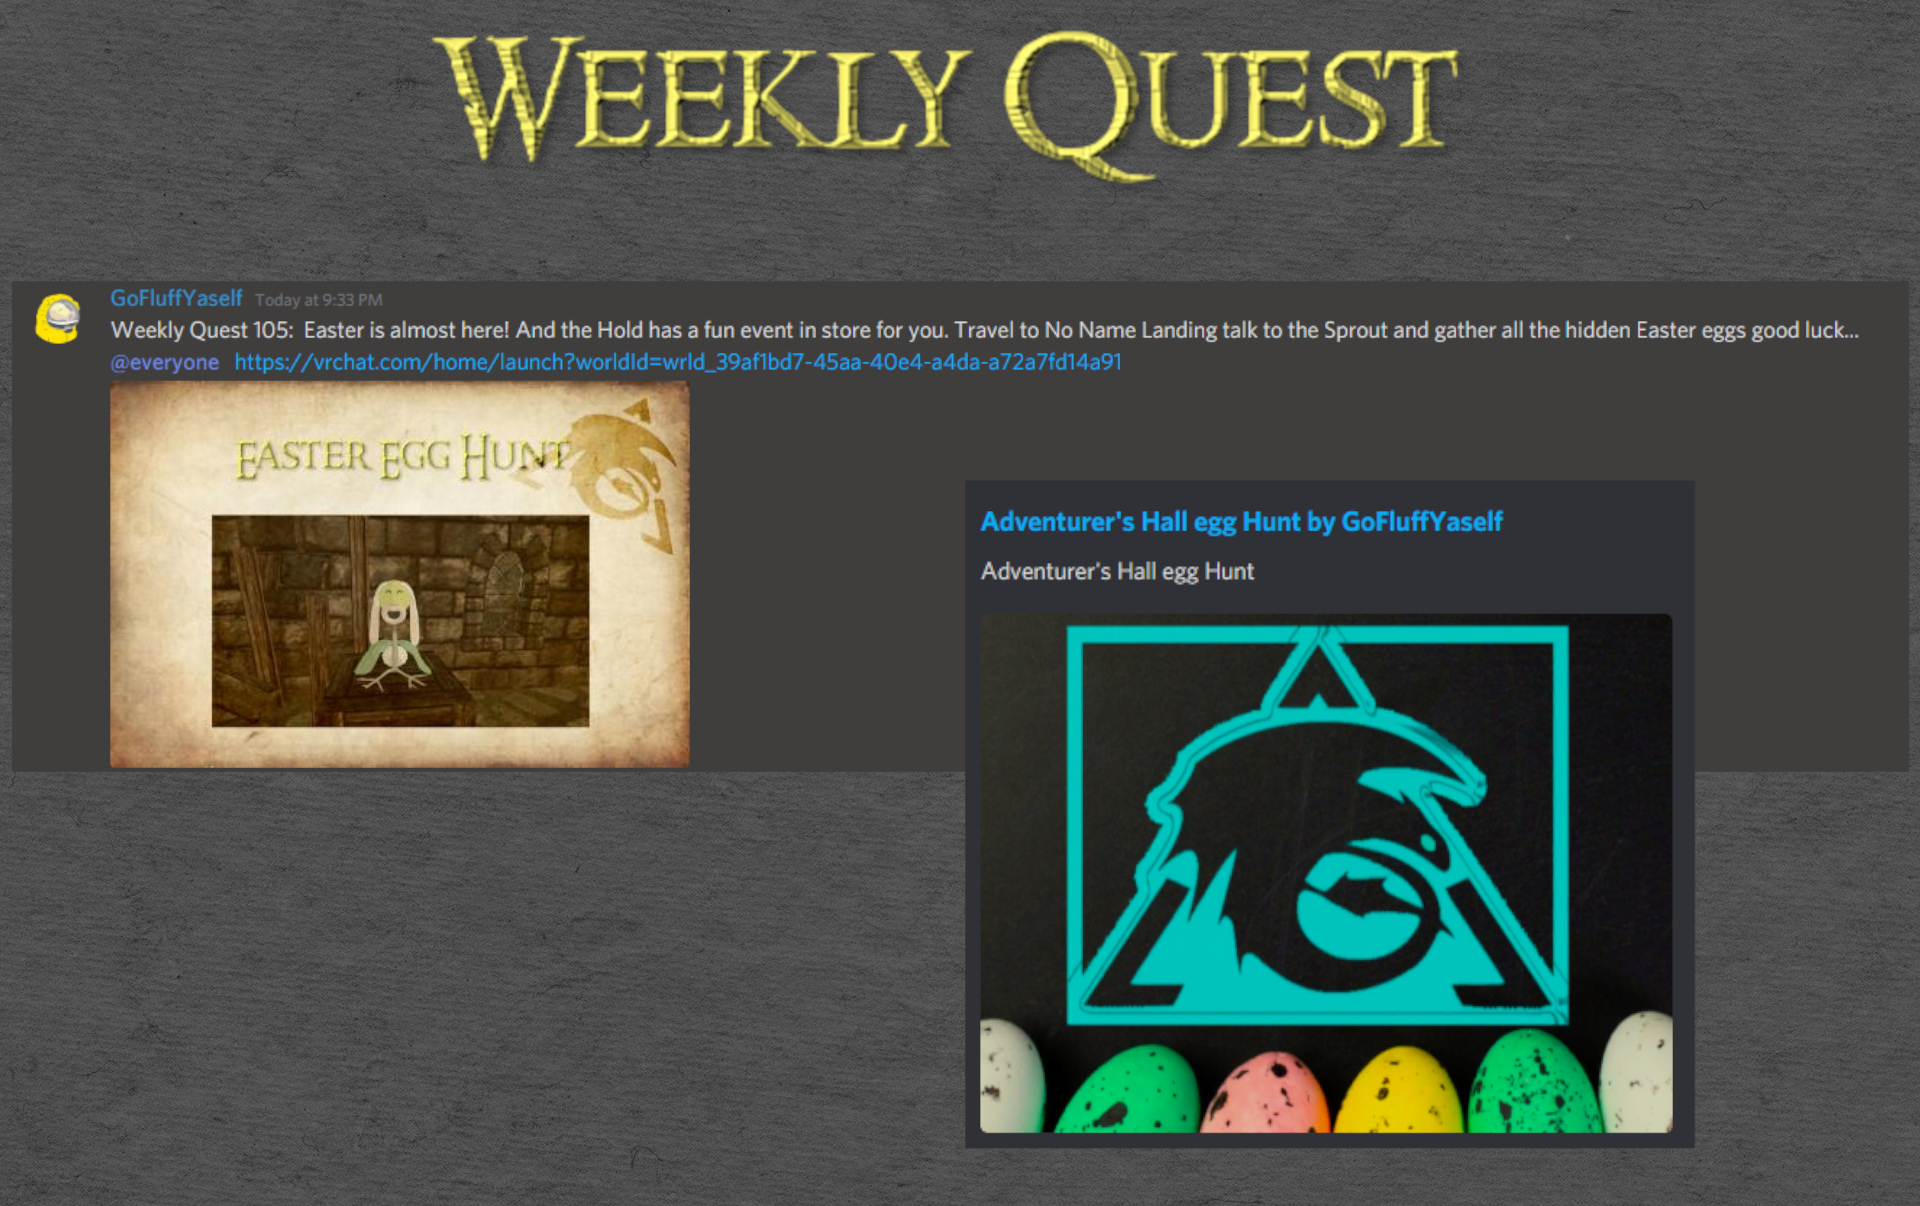 WEEKLY QUEST
GoFluffYaself Today at 9:33 PM
Weekly Quest 105: Easter is almost here! And the Hold has a fun event in store for you. Travel to No Name Landing talk to the Sprout and gather all the hidden Easter eggs good luck...
@everyone https://vrchat.com/home/launch?worldId=wrld_39af1bd7-45aa-40e4-a4da-a72a7fd14a91
EASTER EGG HUNT
Adventurer's Hall egg Hunt by GoFluffYaself
Adventurer's Hall egg Hunt